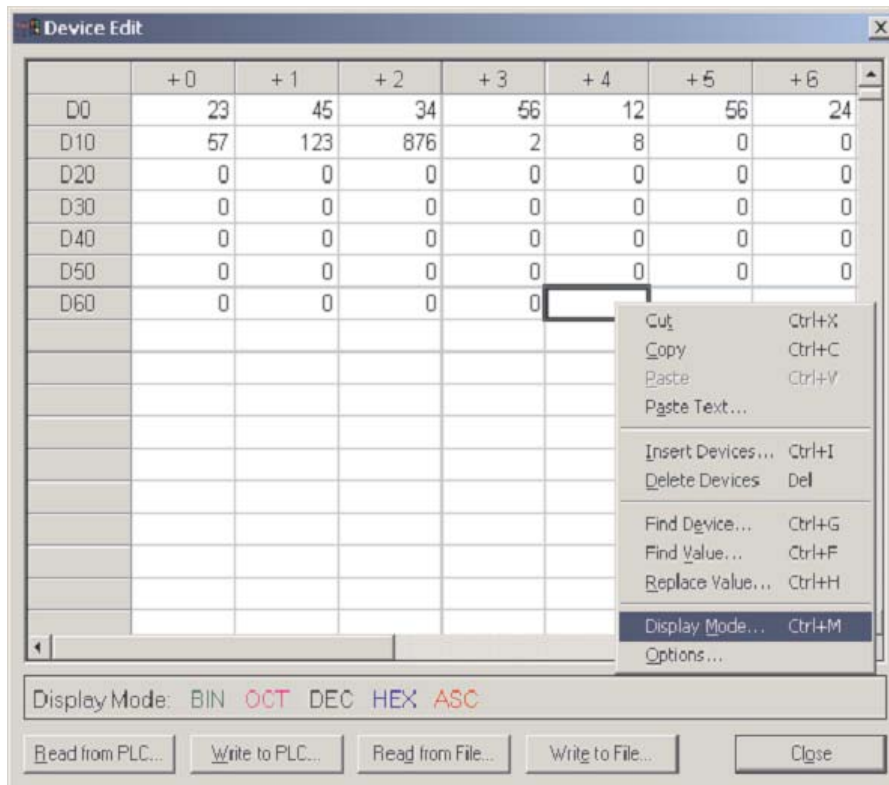 Device Edit X
+ 0 + 1 + 2 + 3 + 4 + 5 + 6
D0 23 45 34 56 12 56 24
D10 57 123 876 2 8 0 0
D20 0 0 0 0 0 0 0
D30 0 0 0 0 0 0 0
D40 0 0 0 0 0 0 0
D50 0 0 0 0 0 0 0
D60 0 0 0 0
Cut Ctrl+X
Copy Ctrl+C
Paste Ctrl+V
Paste Text...
Insert Devices... Ctrl+I
Delete Devices Del
Find Device... Ctrl+G
Find Value... Ctrl+F
Replace Value... Ctrl+H
Display Mode... Ctrl+M
Options...
Display Mode: BIN OCT DEC HEX ASC
Read from PLC... Write to PLC... Read from File... Write to File... Close